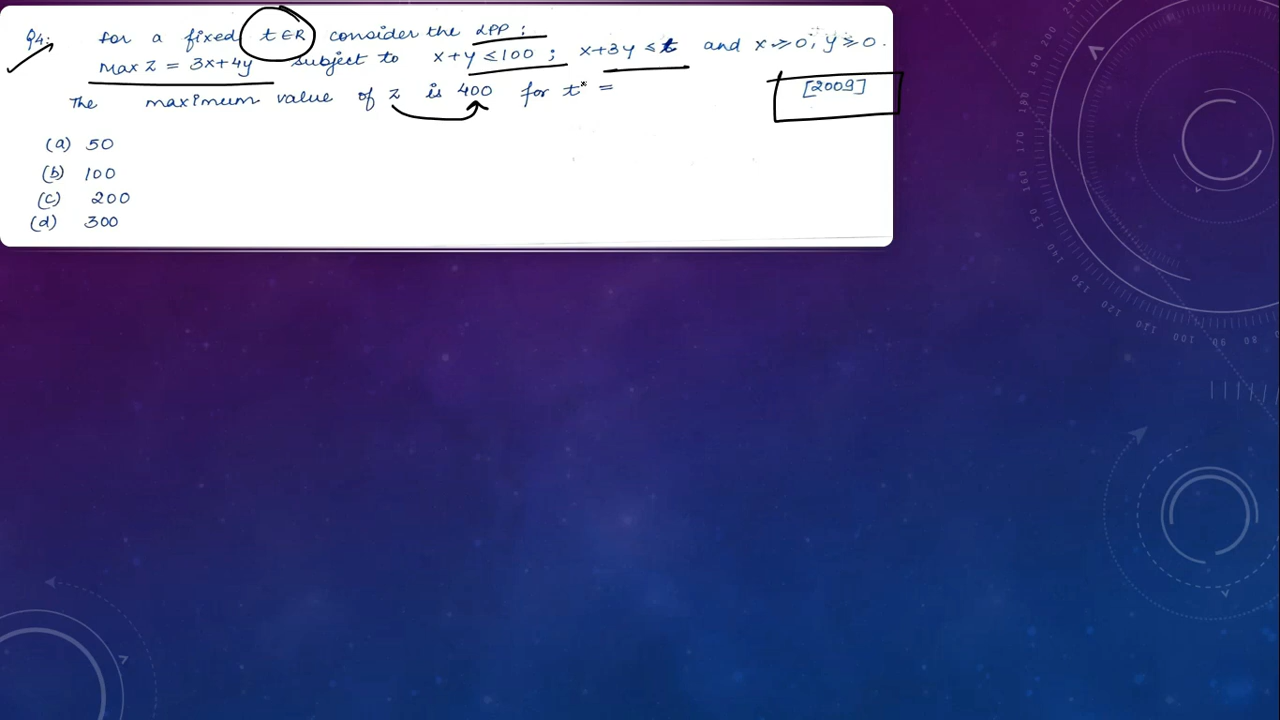 Q4: for a fixed t ∈ R consider the LPP:
Max z = 3x+4y subject to x+y ≤ 100 ; x+3y ≤ t and x ≥ 0, y ≥ 0.
The maximum value of z is 400 for t* = [2009]
(a) 50
(b) 100
(c) 200
(d) 300